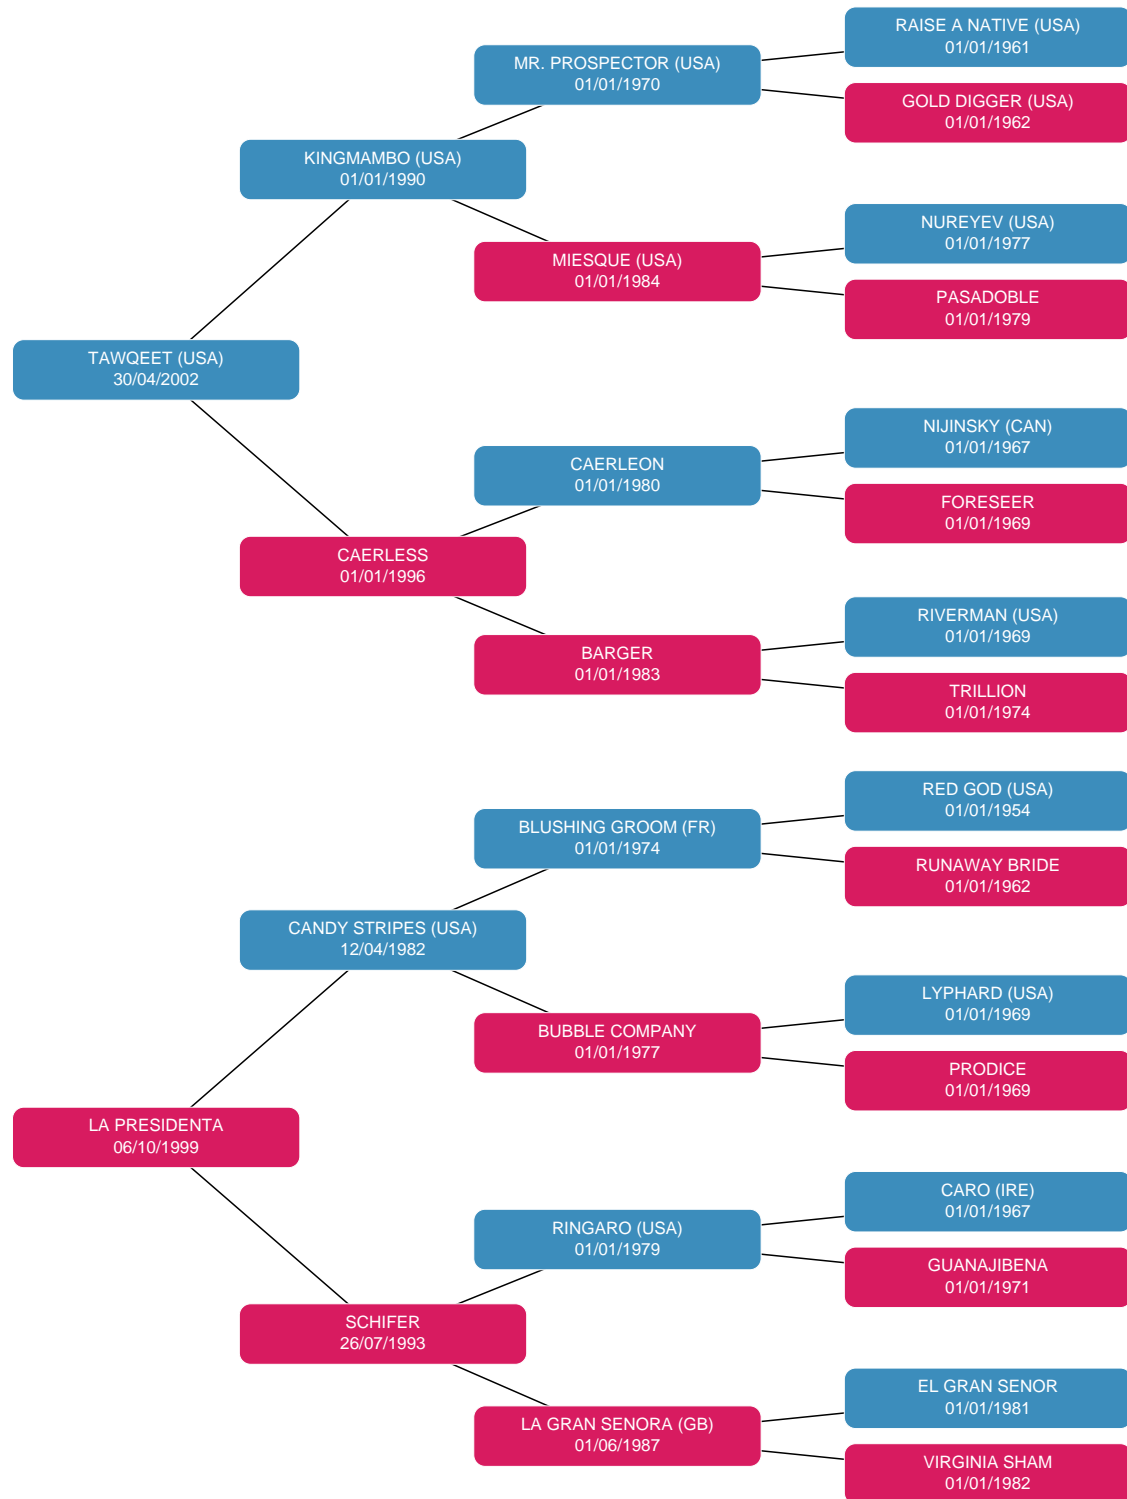 RAISE A NATIVE (USA)
01/01/1961
MR. PROSPECTOR (USA)
01/01/1970
GOLD DIGGER (USA)
01/01/1962
KINGMAMBO (USA)
01/01/1990
NUREYEV (USA)
01/01/1977
MIESQUE (USA)
01/01/1984
PASADOBLE
01/01/1979
TAWQEET (USA)
30/04/2002
NIJINSKY (CAN)
01/01/1967
CAERLEON
01/01/1980
FORESEER
01/01/1969
CAERLESS
01/01/1996
RIVERMAN (USA)
01/01/1969
BARGER
01/01/1983
TRILLION
01/01/1974
RED GOD (USA)
01/01/1954
BLUSHING GROOM (FR)
01/01/1974
RUNAWAY BRIDE
01/01/1962
CANDY STRIPES (USA)
12/04/1982
LYPHARD (USA)
01/01/1969
BUBBLE COMPANY
01/01/1977
PRODICE
01/01/1969
LA PRESIDENTA
06/10/1999
CARO (IRE)
01/01/1967
RINGARO (USA)
01/01/1979
GUANAJIBENA
01/01/1971
SCHIFER
26/07/1993
EL GRAN SENOR
01/01/1981
LA GRAN SENORA (GB)
01/06/1987
VIRGINIA SHAM
01/01/1982